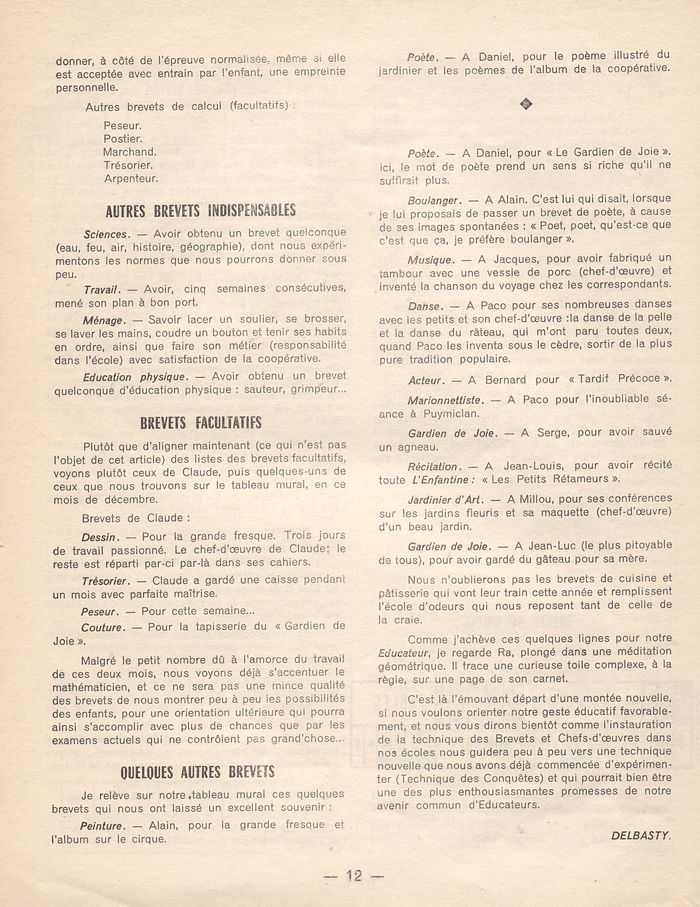 donner, à côté de l'épreuve normalisée, même si elle
est acceptée avec entrain par l'enfant, une empreinte
personnelle.
Autres brevets de calcul (facultatifs) :
Peseur.
Postier.
Marchand.
Trésorier.
Arpenteur.
AUTRES BREVETS INDISPENSABLES
Sciences. — Avoir obtenu un brevet quelconque
(eau, feu, air, histoire, géographie), dont nous expéri-
mentons les normes que nous pourrons donner sous
peu.
Travail. — Avoir, cinq semaines consécutives,
mené son plan à bon port.
Ménage. — Savoir lacer un soulier, se brosser,
se laver les mains, coudre un bouton et tenir ses habits
en ordre, ainsi que faire son métier (responsabilité
dans l'école) avec satisfaction de la coopérative.
Education physique. — Avoir obtenu un brevet
quelconque d'éducation physique : sauteur, grimpeur...
BREVETS FACULTATIFS
Plutôt que d'aligner maintenant (ce qui n'est pas
l'objet de cet article) des listes des brevets facultatifs,
voyons plutôt ceux de Claude, puis quelques-uns de
ceux que nous trouvons sur le tableau mural, en ce
mois de décembre.
Brevets de Claude :
Dessin. — Pour la grande fresque. Trois jours
de travail passionné. Le chef-d'œuvre de Claude; le
reste est réparti par-ci par-là dans ses cahiers.
Trésorier. — Claude a gardé une caisse pendant
un mois avec parfaite maîtrise.
Peseur. — Pour cette semaine...
Couture. — Pour la tapisserie du « Gardien de
Joie ».
Malgré le petit nombre dû à l'amorce du travail
de ces deux mois, nous voyons déjà s'accentuer le
mathématicien, et ce ne sera pas une mince qualité
des brevets de nous montrer peu à peu les possibilités
des enfants, pour une orientation ultérieure qui pourra
ainsi s'accomplir avec plus de chances que par les
examens actuels qui ne contrôlent pas grand'chose...
QUELQUES AUTRES BREVETS
Je relève sur notre tableau mural ces quelques
brevets qui nous ont laissé un excellent souvenir :
Peinture. — Alain, pour la grande fresque et
l'album sur le cirque.
Poète. — A Daniel, pour le poème illustré du
jardinier et les poèmes de l'album de la coopérative.
Poète. — A Daniel, pour « Le Gardien de Joie ».
Ici, le mot de poète prend un sens si riche qu'il ne
suffirait plus.
Boulanger. — A Alain. C'est lui qui disait, lorsque
je lui proposais de passer un brevet de poète, à cause
de ses images spontanées : « Poet, poet, qu'est-ce que
c'est que ça, je préfère boulanger ».
Musique. — A Jacques, pour avoir fabriqué un
tambour avec une vessie de porc (chef-d'œuvre) et
inventé la chanson du voyage chez les correspondants.
Danse. — A Paco pour ses nombreuses danses
avec les petits et son chef-d'œuvre :la danse de la pelle
et la danse du râteau, qui m'ont paru toutes deux,
quand Paco les inventa sous le cèdre, sortir de la plus
pure tradition populaire.
Acteur. — A Bernard pour « Tardif Précoce ».
Marionnettiste. — A Paco pour l'inoubliable sé-
ance à Puymiclan.
Gardien de Joie. — A Serge, pour avoir sauvé
un agneau.
Récitation. — A Jean-Louis, pour avoir récité
toute L'Enfantine : « Les Petits Rétameurs ».
Jardinier d'Art. — A Millou, pour ses conférences
sur les jardins fleuris et sa maquette (chef-d'œuvre)
d'un beau jardin.
Gardien de Joie. — A Jean-Luc (le plus pitoyable
de tous), pour avoir gardé du gâteau pour sa mère.
Nous n'oublierons pas les brevets de cuisine et
pâtisserie qui vont leur train cette année et remplissent
l'école d'odeurs qui nous reposent tant de celle de
la craie.
Comme j'achève ces quelques lignes pour notre
Educateur, je regarde Ra, plongé dans une méditation
géométrique. Il trace une curieuse toile complexe, à la
règle, sur une page de son carnet.
C'est là l'émouvant départ d'une montée nouvelle,
si nous voulons orienter notre geste éducatif favorable-
ment, et nous vous dirons bientôt comme l'instauration
de la technique des Brevets et Chefs-d'œuvres dans
nos écoles nous guidera peu à peu vers une technique
nouvelle que nous avons déjà commencée d'expérimen-
ter (Technique des Conquêtes) et qui pourrait bien être
une des plus enthousiasmantes promesses de notre
avenir commun d'Educateurs.
DELBASTY.
— 12 —